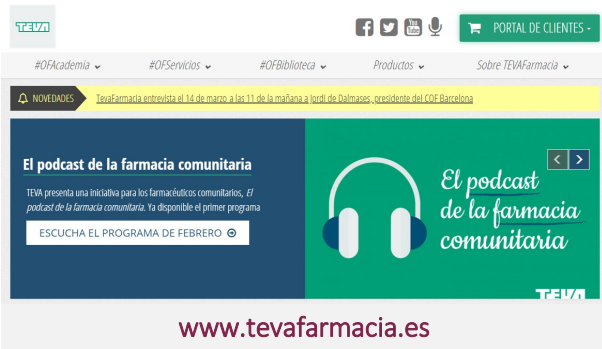 TEVA
You Tube
PORTAL DE CLIENTES
#OFAcademia
#OFServicios
#OFBiblioteca
Productos
Sobre TEVAFarmacia
NOVEDADES
TevaFarmacia entrevista el 14 de marzo a las 11 de la mañana a Jordi de Dalmases, presidente del COF Barcelona
El podcast de la farmacia comunitaria
TEVA presenta una iniciativa para los farmacéuticos comunitarios, El
podcast de la farmacia comunitaria. Ya disponible el primer programa
ESCUCHA EL PROGRAMA DE FEBRERO
El podcast
de la farmacia
comunitaria
TEVA
www.tevafarmacia.es